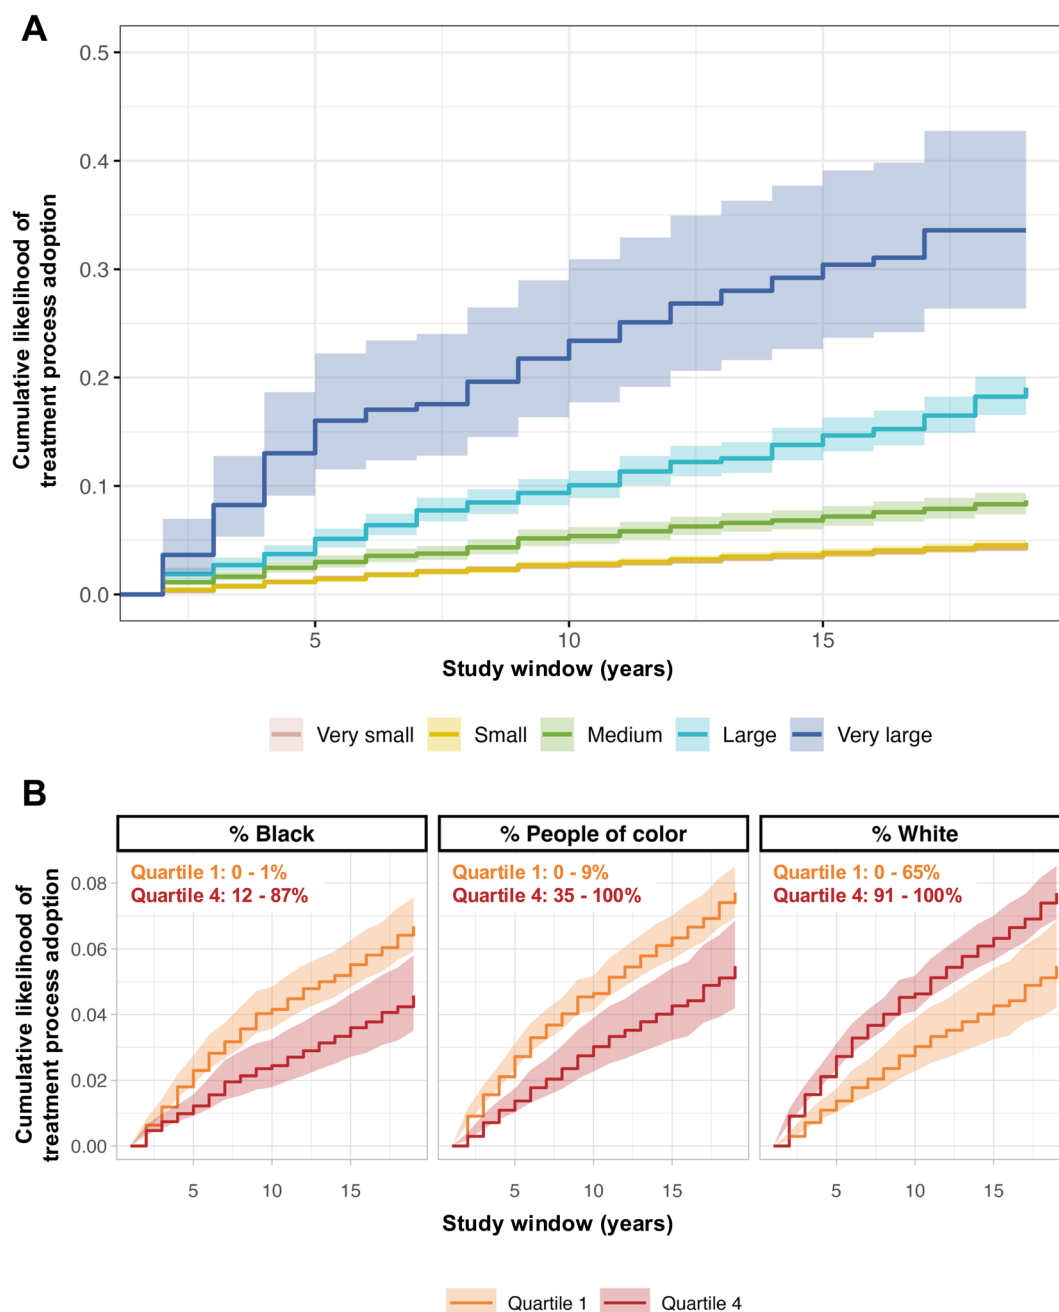 A
0.5
0.4
0.3
0.2
0.1
0.0
Cumulative likelihood of
treatment process adoption
5 10 15
Study window (years)
Very small Small Medium Large Very large
B
% Black % People of color % White
Quartile 1: 0 - 1% Quartile 1: 0 - 9% Quartile 1: 0 - 65%
Quartile 4: 12 - 87% Quartile 4: 35 - 100% Quartile 4: 91 - 100%
0.08
0.06
0.04
0.02
0.00
Cumulative likelihood of
treatment process adoption
5 10 15 5 10 15 5 10 15
Study window (years)
Quartile 1 Quartile 4